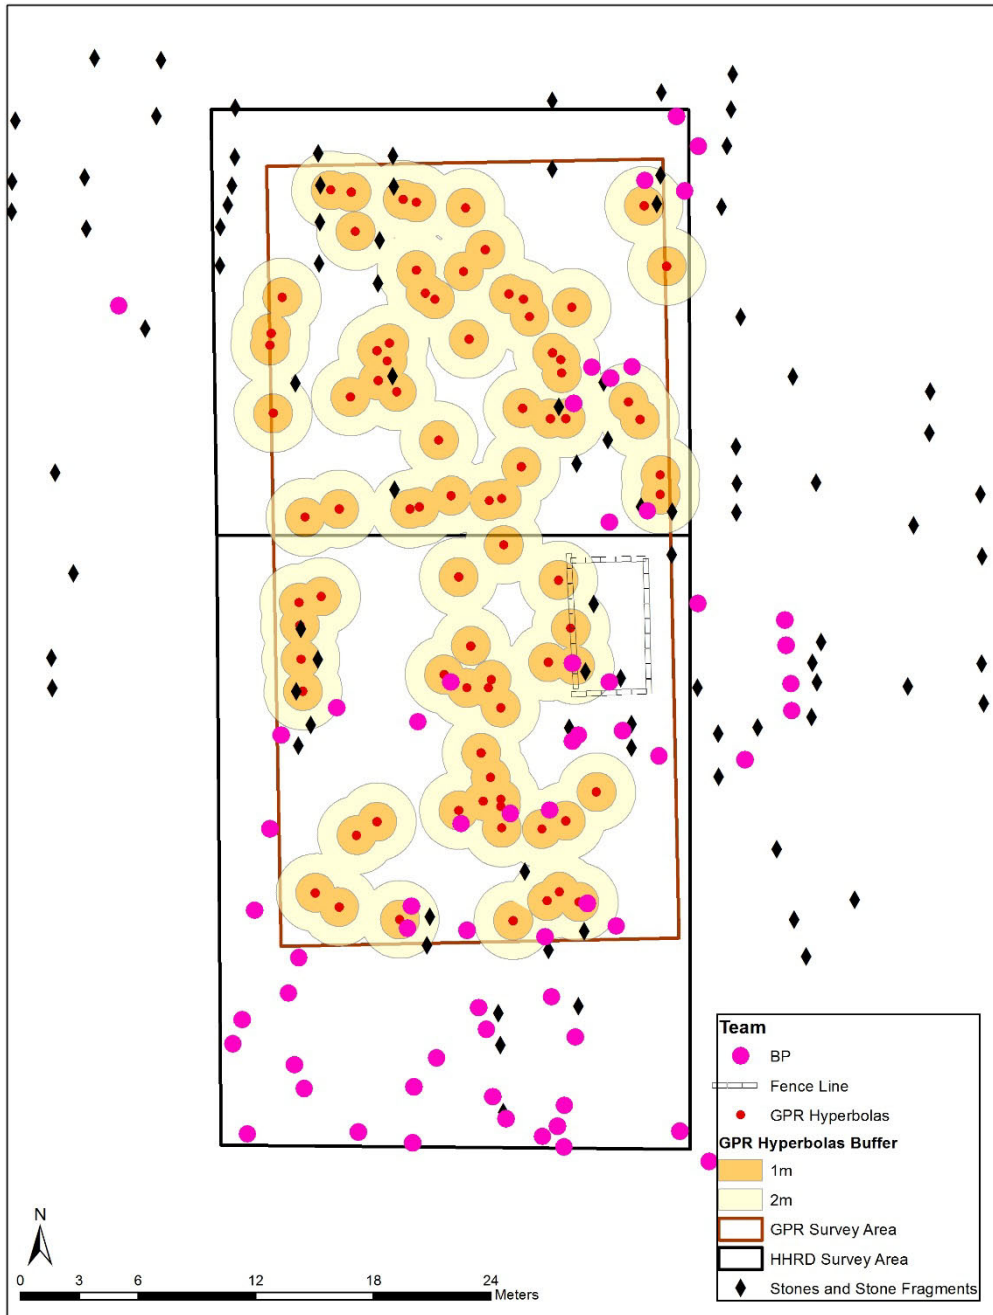 Team
BP
Fence Line
GPR Hyperbolas
GPR Hyperbolas Buffer
1m
2m
GPR Survey Area
HHRD Survey Area
Stones and Stone Fragments
N
0 3 6 12 18 24
Meters